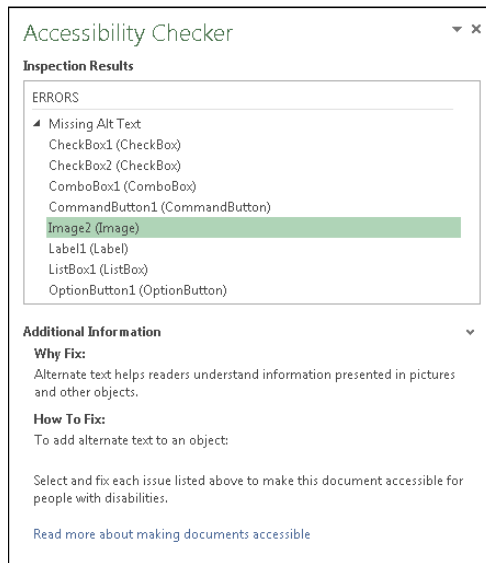 Accessibility Checker
Inspection Results
ERRORS
Missing Alt Text
CheckBox1 (CheckBox)
CheckBox2 (CheckBox)
ComboBox1 (ComboBox)
CommandButton1 (CommandButton)
Image2 (Image)
Label1 (Label)
ListBox1 (ListBox)
OptionButton1 (OptionButton)
Additional Information
Why Fix:
Alternate text helps readers understand information presented in pictures
and other objects.
How To Fix:
To add alternate text to an object:
Select and fix each issue listed above to make this document accessible for
people with disabilities.
Read more about making documents accessible